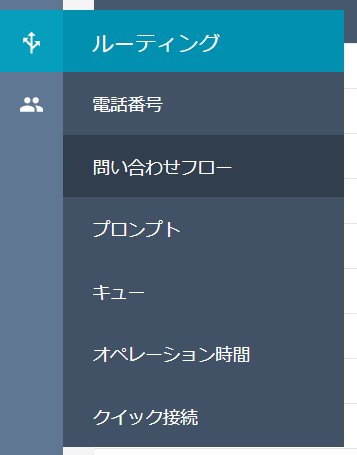 ルーティング
電話番号
問い合わせフロー
プロンプト
キュー
オペレーション時間
クイック接続